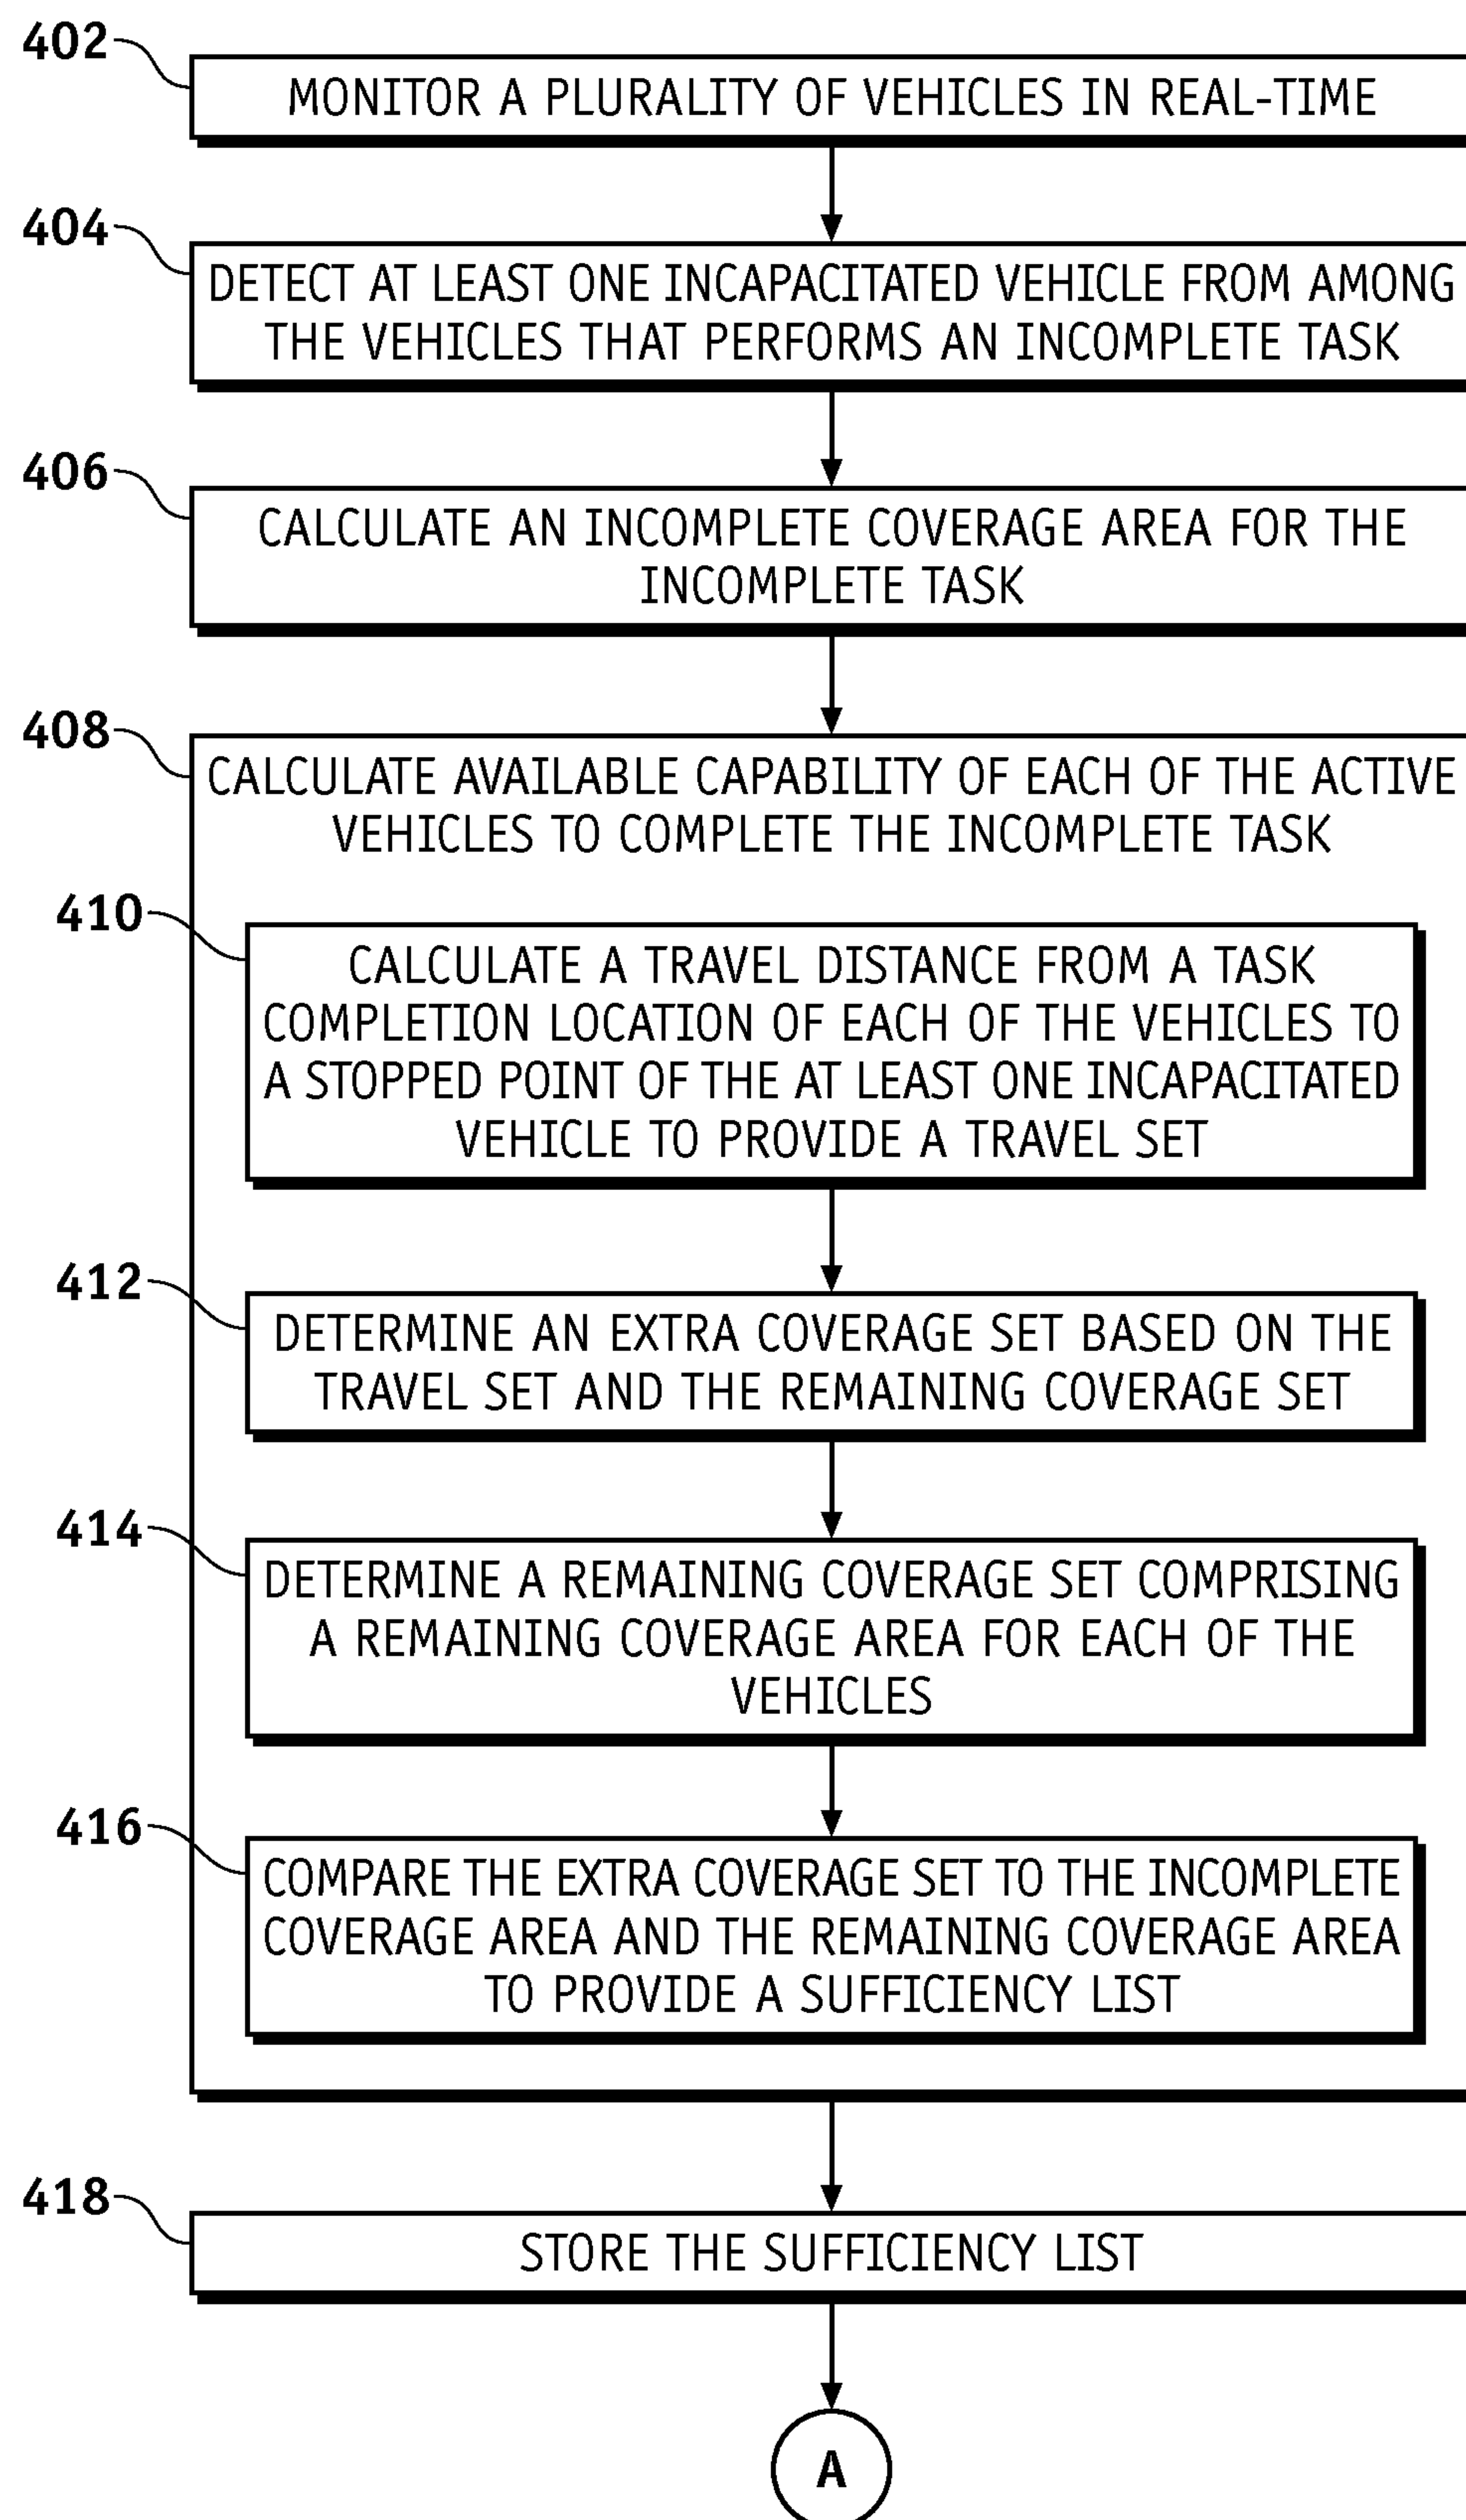 402
MONITOR A PLURALITY OF VEHICLES IN REAL-TIME
404
DETECT AT LEAST ONE INCAPACITATED VEHICLE FROM AMONG
THE VEHICLES THAT PERFORMS AN INCOMPLETE TASK
406
CALCULATE AN INCOMPLETE COVERAGE AREA FOR THE
INCOMPLETE TASK
408
CALCULATE AVAILABLE CAPABILITY OF EACH OF THE ACTIVE
VEHICLES TO COMPLETE THE INCOMPLETE TASK
410
CALCULATE A TRAVEL DISTANCE FROM A TASK
COMPLETION LOCATION OF EACH OF THE VEHICLES TO
A STOPPED POINT OF THE AT LEAST ONE INCAPACITATED
VEHICLE TO PROVIDE A TRAVEL SET
412
DETERMINE AN EXTRA COVERAGE SET BASED ON THE
TRAVEL SET AND THE REMAINING COVERAGE SET
414
DETERMINE A REMAINING COVERAGE SET COMPRISING
A REMAINING COVERAGE AREA FOR EACH OF THE
VEHICLES
416
COMPARE THE EXTRA COVERAGE SET TO THE INCOMPLETE
COVERAGE AREA AND THE REMAINING COVERAGE AREA
TO PROVIDE A SUFFICIENCY LIST
418
STORE THE SUFFICIENCY LIST
A